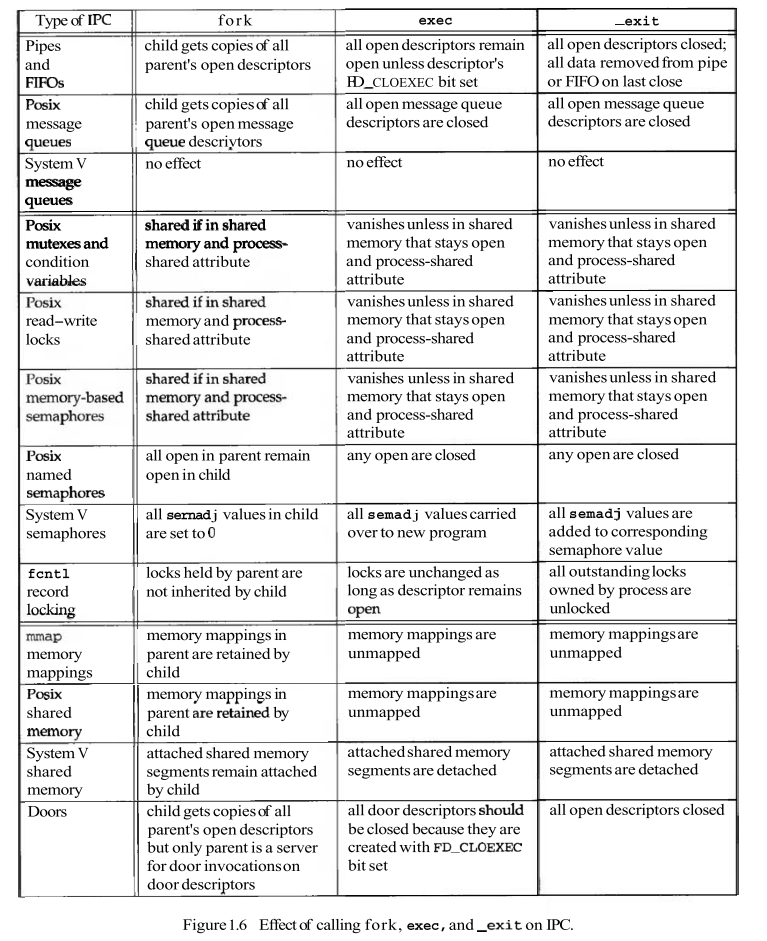 Type of IPC
fork
exec
_exit
Pipes
and
FIFOs
child gets copies of all
parent's open descriptors
all open descriptors remain
open unless descriptor's
FD_CLOEXEC bit set
all open descriptors closed;
all data removed from pipe
or FIFO on last close
Posix
message
queues
child gets copies of all
parent's open message
queue descriytors
all open message queue
descriptors are closed
all open message queue
descriptors are closed
System V
message
queues
no effect
no effect
no effect
Posix
mutexes and
condition
variables
shared if in shared
memory and process-
shared attribute
vanishes unless in shared
memory that stays open
and process-shared
attribute
vanishes unless in shared
memory that stays open
and process-shared
attribute
Posix
read–write
locks
shared if in shared
memory and process-
shared attribute
vanishes unless in shared
memory that stays open
and process-shared
attribute
vanishes unless in shared
memory that stays open
and process-shared
attribute
Posix
memory-based
semaphores
shared if in shared
memory and process-
shared attribute
vanishes unless in shared
memory that stays open
and process-shared
attribute
vanishes unless in shared
memory that stays open
and process-shared
attribute
Posix
named
semaphores
all open in parent remain
open in child
any open are closed
any open are closed
System V
semaphores
all sernadj values in child
are set to 0
all semadj values carried
over to new program
all semadj values are
added to corresponding
semaphore value
fcntl
record
locking
locks held by parent are
not inherited by child
locks are unchanged as
long as descriptor remains
open
all outstanding locks
owned by process are
unlocked
mmap
memory
mappings
memory mappings in
parent are retained by
child
memory mappings are
unmapped
memory mappings are
unmapped
Posix
shared
memory
memory mappings in
parent are retained by
child
memory mappings are
unmapped
memory mappings are
unmapped
System V
shared
memory
attached shared memory
segments remain attached
by child
attached shared memory
segments are detached
attached shared memory
segments are detached
Doors
child gets copies of all
parent's open descriptors
but only parent is a server
for door invocations on
door descriptors
all door descriptors should
be closed because they are
created with FD_CLOEXEC
bit set
all open descriptors closed
Figure 1.6 Effect of calling fork, exec, and _exit on IPC.